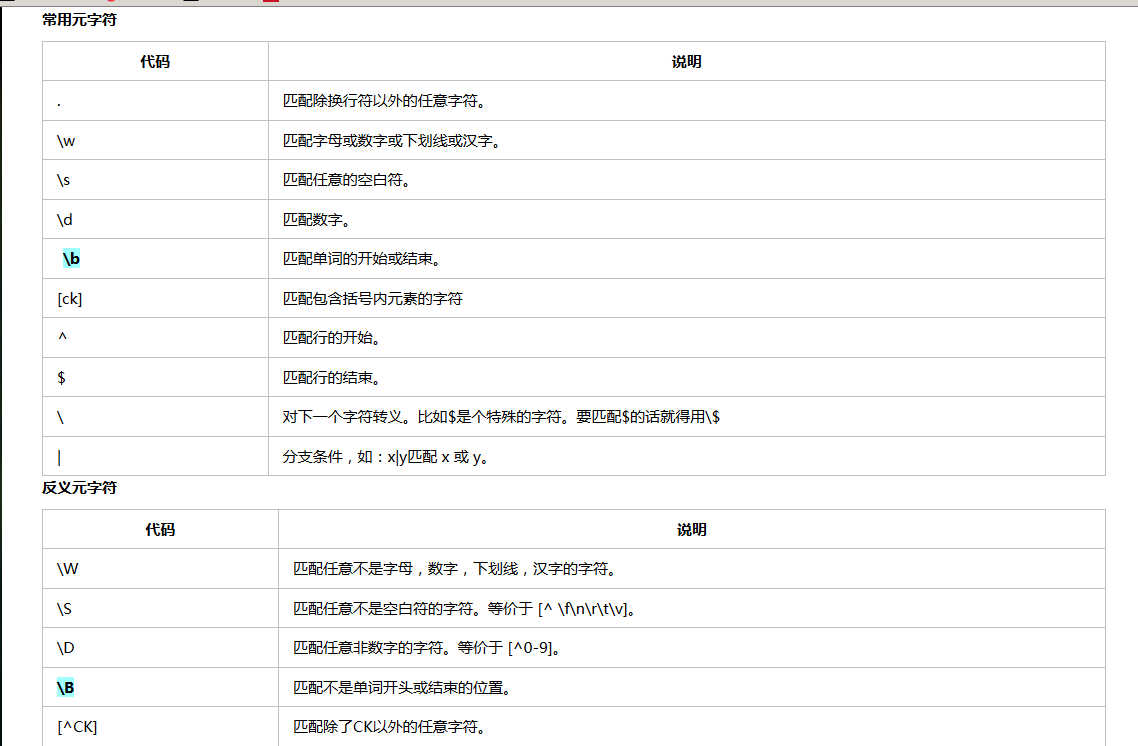 常用元字符
代码 说明
. 匹配除换行符以外的任意字符。
\w 匹配字母或数字或下划线或汉字。
\s 匹配任意的空白符。
\d 匹配数字。
\b 匹配单词的开始或结束。
[ck] 匹配包含括号内元素的字符
^ 匹配行的开始。
$ 匹配行的结束。
\ 对下一个字符转义。比如$是个特殊的字符。要匹配$的话就得用\$
| 分支条件，如：x|y匹配 x 或 y。
反义元字符
代码 说明
\W 匹配任意不是字母，数字，下划线，汉字的字符。
\S 匹配任意不是空白符的字符。等价于 [^ \f\n\r\t\v]。
\D 匹配任意非数字的字符。等价于 [^0-9]。
\B 匹配不是单词开头或结束的位置。
[^CK] 匹配除了CK以外的任意字符。